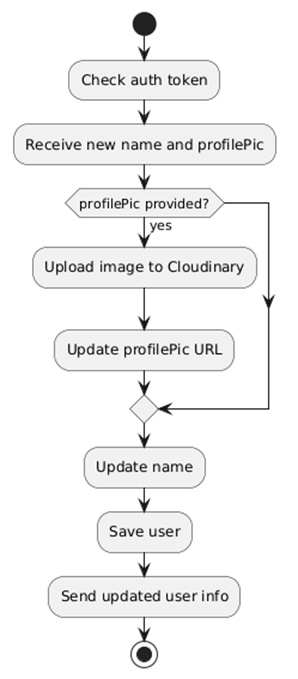 Check auth token
Receive new name and profilePic
profilePic provided?
yes
Upload image to Cloudinary
Update profilePic URL
Update name
Save user
Send updated user info